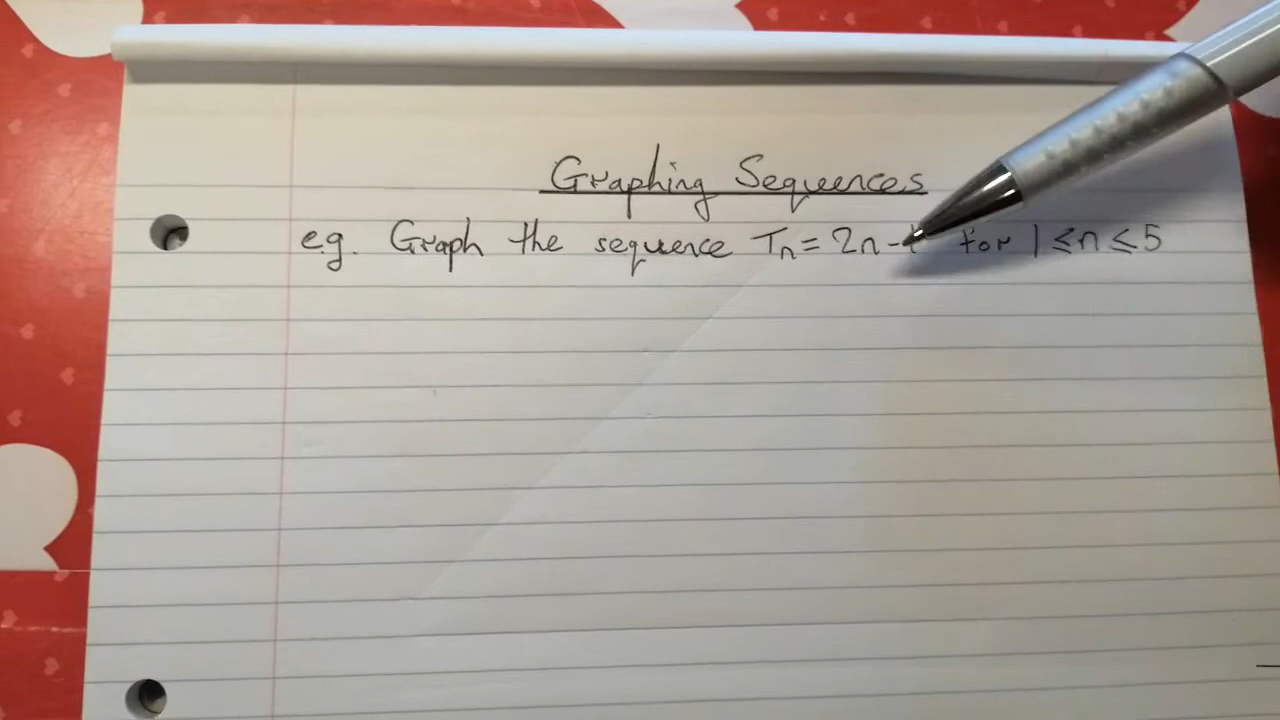 Graphing Sequences
e.g. Graph the sequence Tn = 2n - for 1 ≤ n ≤ 5